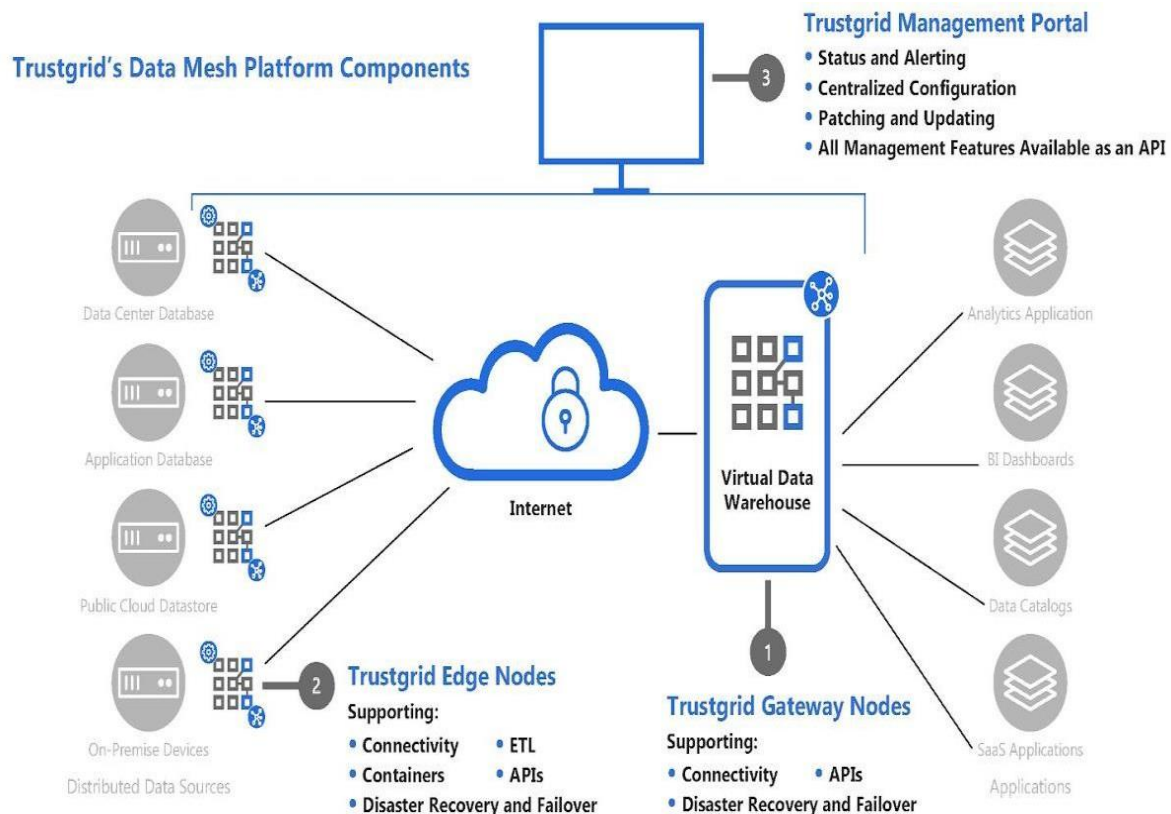 Trustgrid's Data Mesh Platform Components
Trustgrid Management Portal
• Status and Alerting
• Centralized Configuration
• Patching and Updating
• All Management Features Available as an API
3
Data Center Database
Application Database
Public Cloud Datastore
On-Premise Devices
Distributed Data Sources
Internet
Virtual Data
Warehouse
Analytics Application
BI Dashboards
Data Catalogs
SaaS Applications
Applications
2
Trustgrid Edge Nodes
Supporting:
• Connectivity • ETL
• Containers • APIs
• Disaster Recovery and Failover
1
Trustgrid Gateway Nodes
Supporting:
• Connectivity • APIs
• Disaster Recovery and Failover